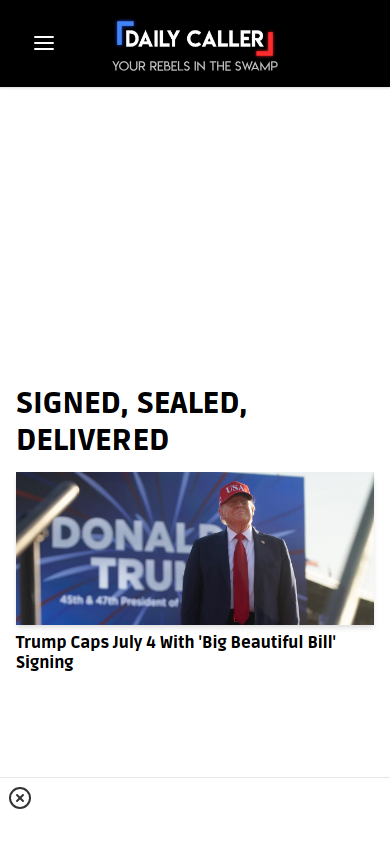 DAILY CALLER
YOUR REBELS IN THE SWAMP
SIGNED, SEALED,
DELIVERED
USA
DONALD
TRU
45th & 47th President of
Trump Caps July 4 With 'Big Beautiful Bill'
Signing